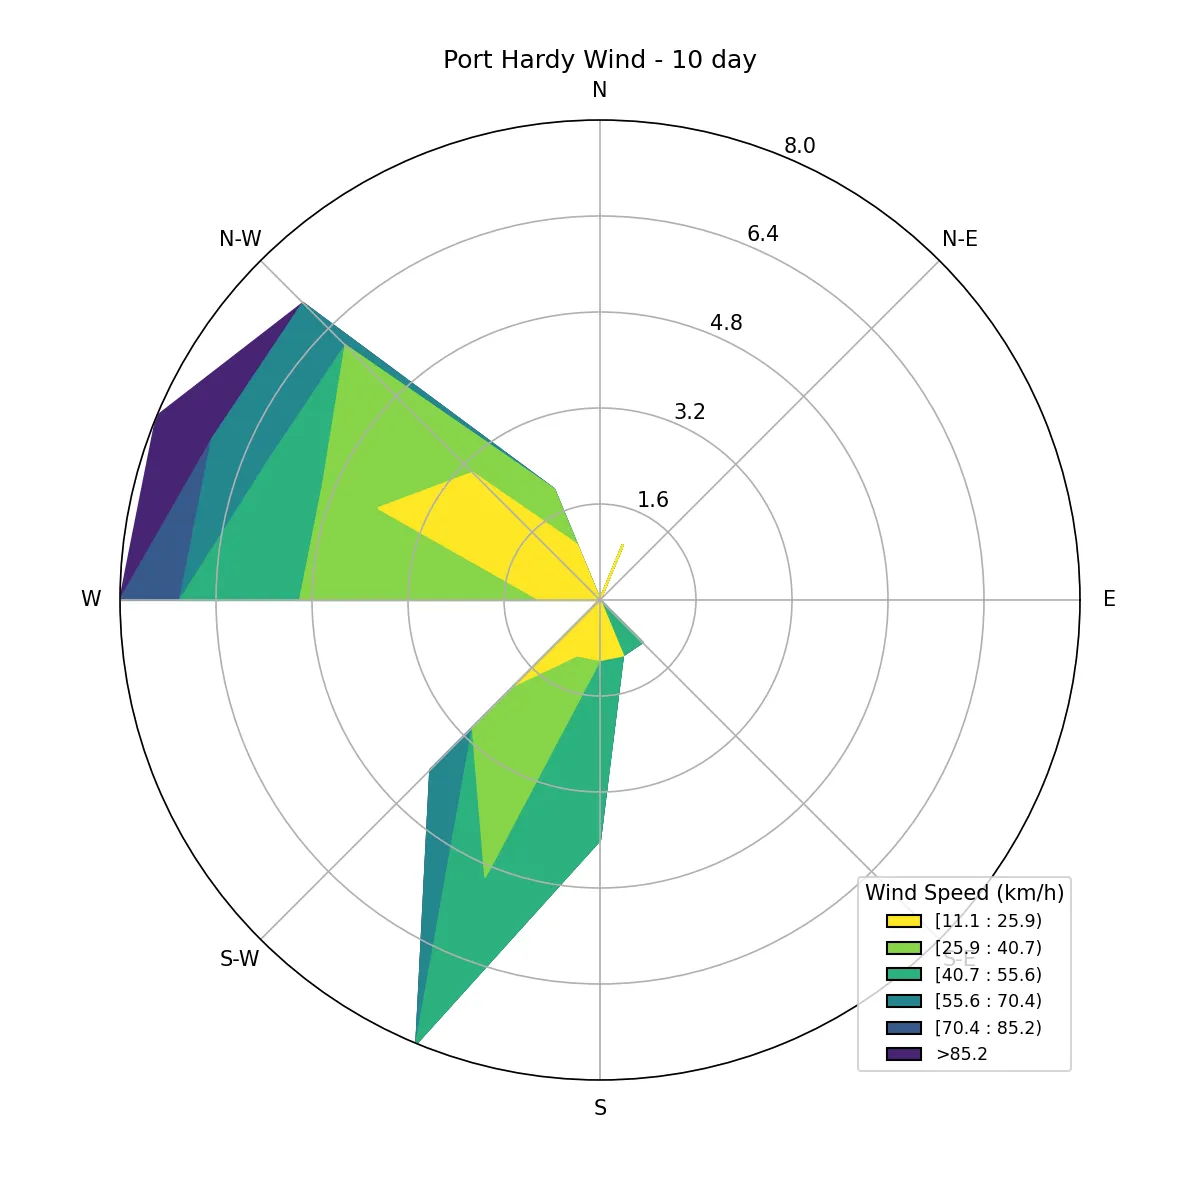 Port Hardy Wind - 10 day
N
8.0
N-W
6.4
N-E
4.8
3.2
1.6
W
E
S-W
S-E
S
Wind Speed (km/h)
[11.1 : 25.9)
[25.9 : 40.7)
[40.7 : 55.6)
[55.6 : 70.4)
[70.4 : 85.2)
>85.2